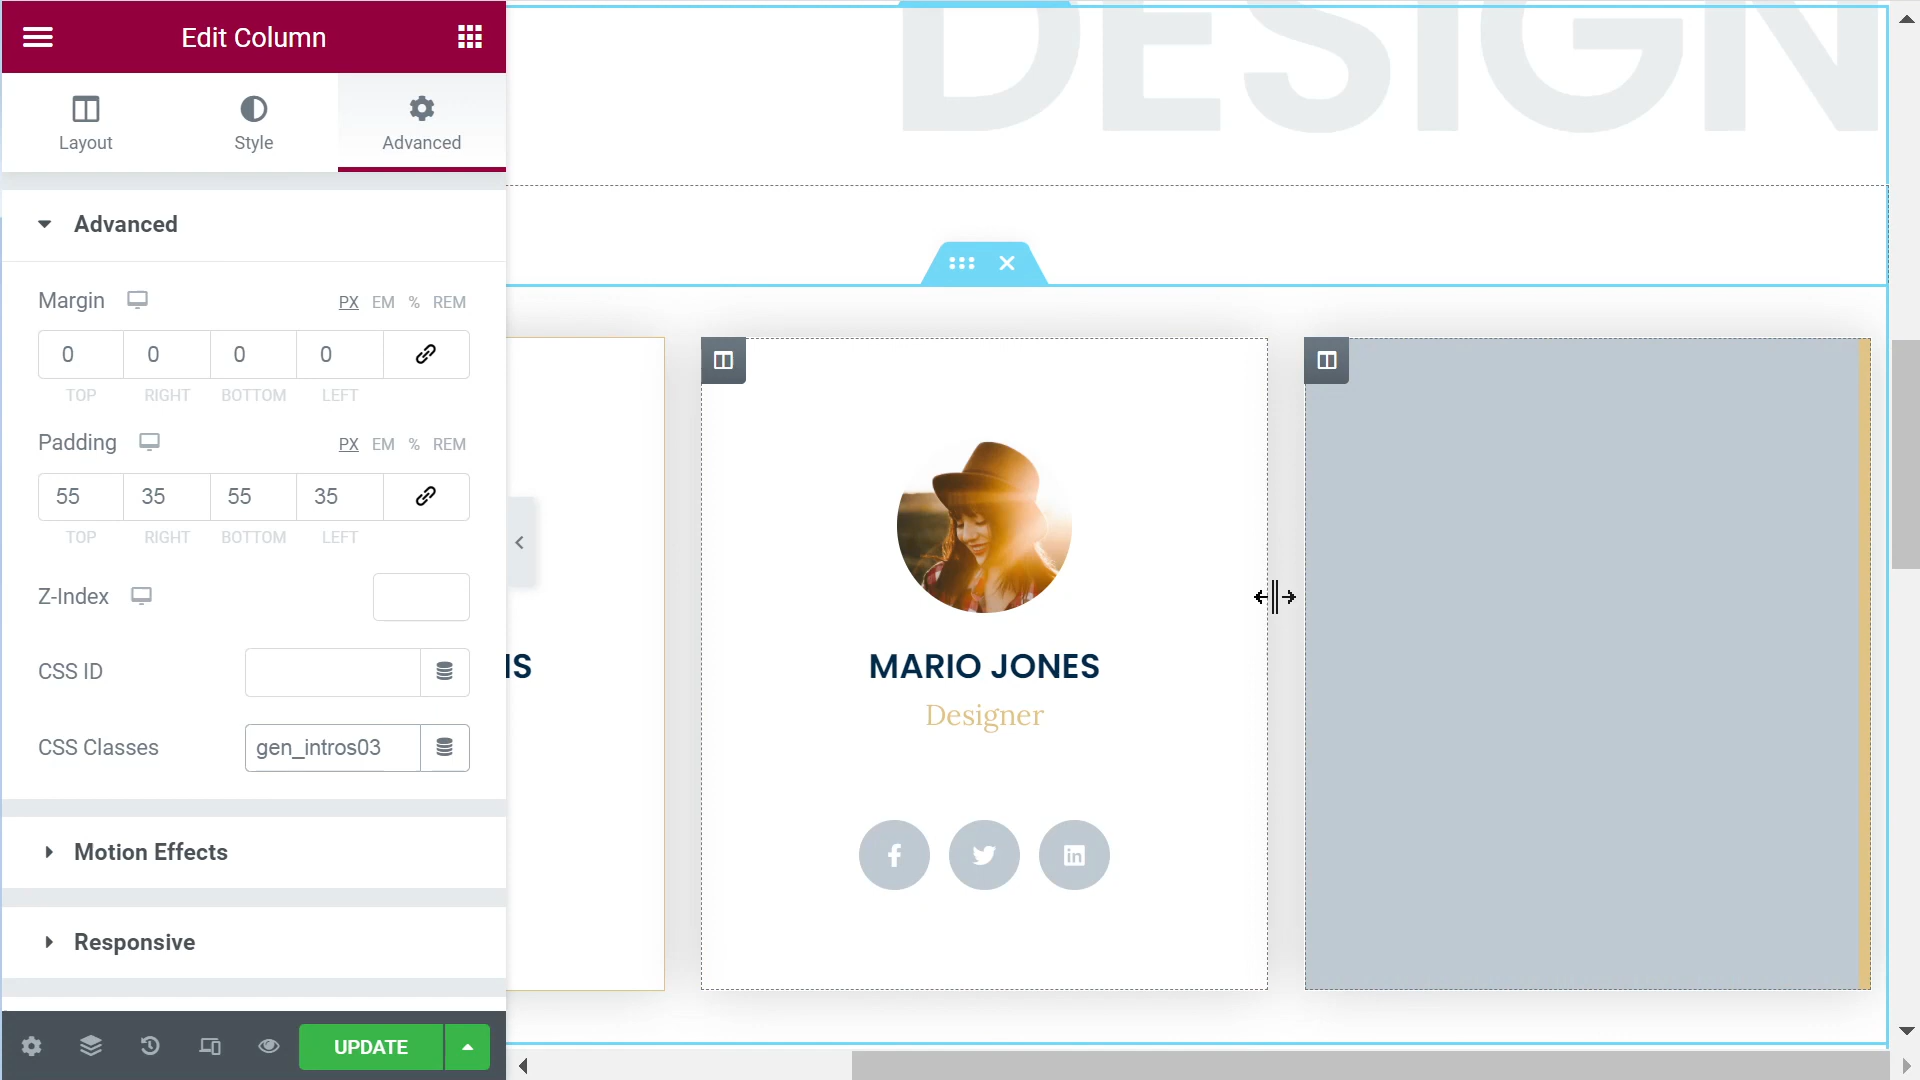 Edit Column
Layout
Style
Advanced
Advanced
Margin
PX EM % REM
0 0 0 0
TOP RIGHT BOTTOM LEFT
Padding
PX EM % REM
55 35 55 35
TOP RIGHT BOTTOM LEFT
Z-Index
CSS ID
CSS Classes
gen_intros03
Motion Effects
Responsive
UPDATE
DESIGN
IS
MARIO JONES
Designer